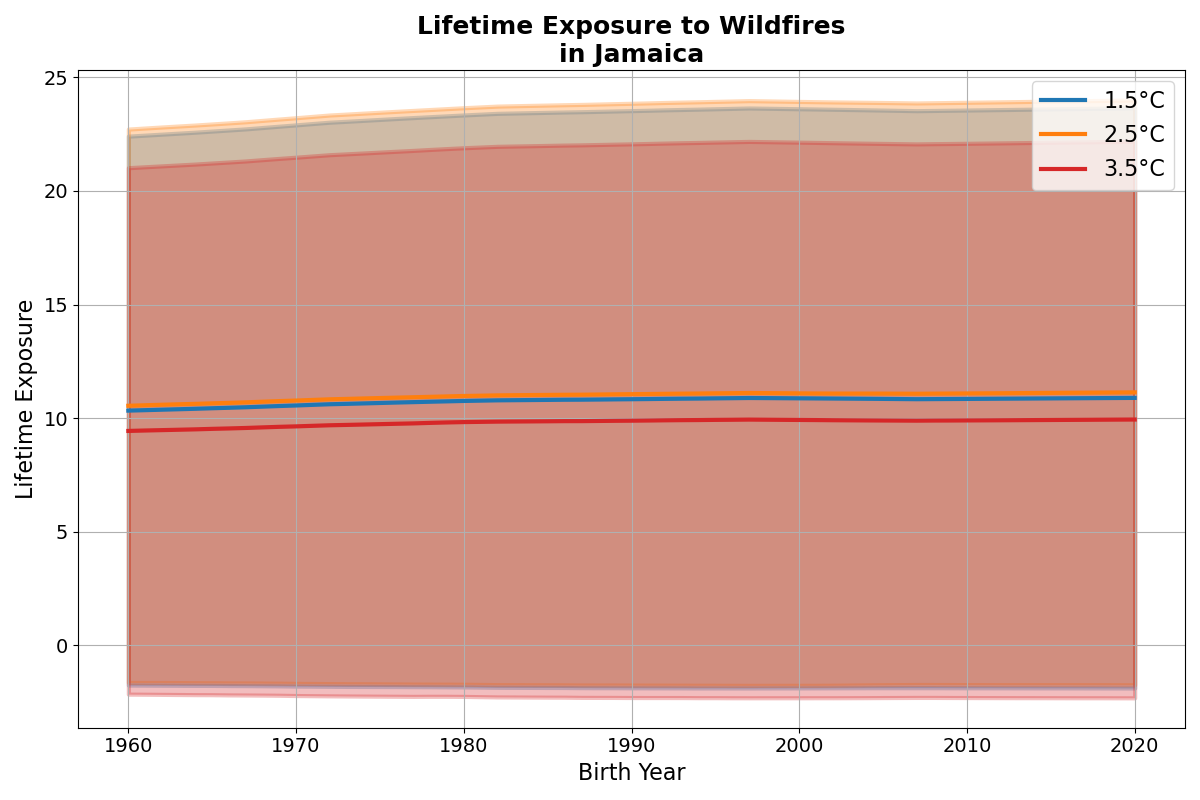 Lifetime Exposure to Wildfires
in Jamaica
25
20
15
10
5
0
Lifetime Exposure
1.5°C
2.5°C
3.5°C
1960
1970
1980
1990
2000
2010
2020
Birth Year